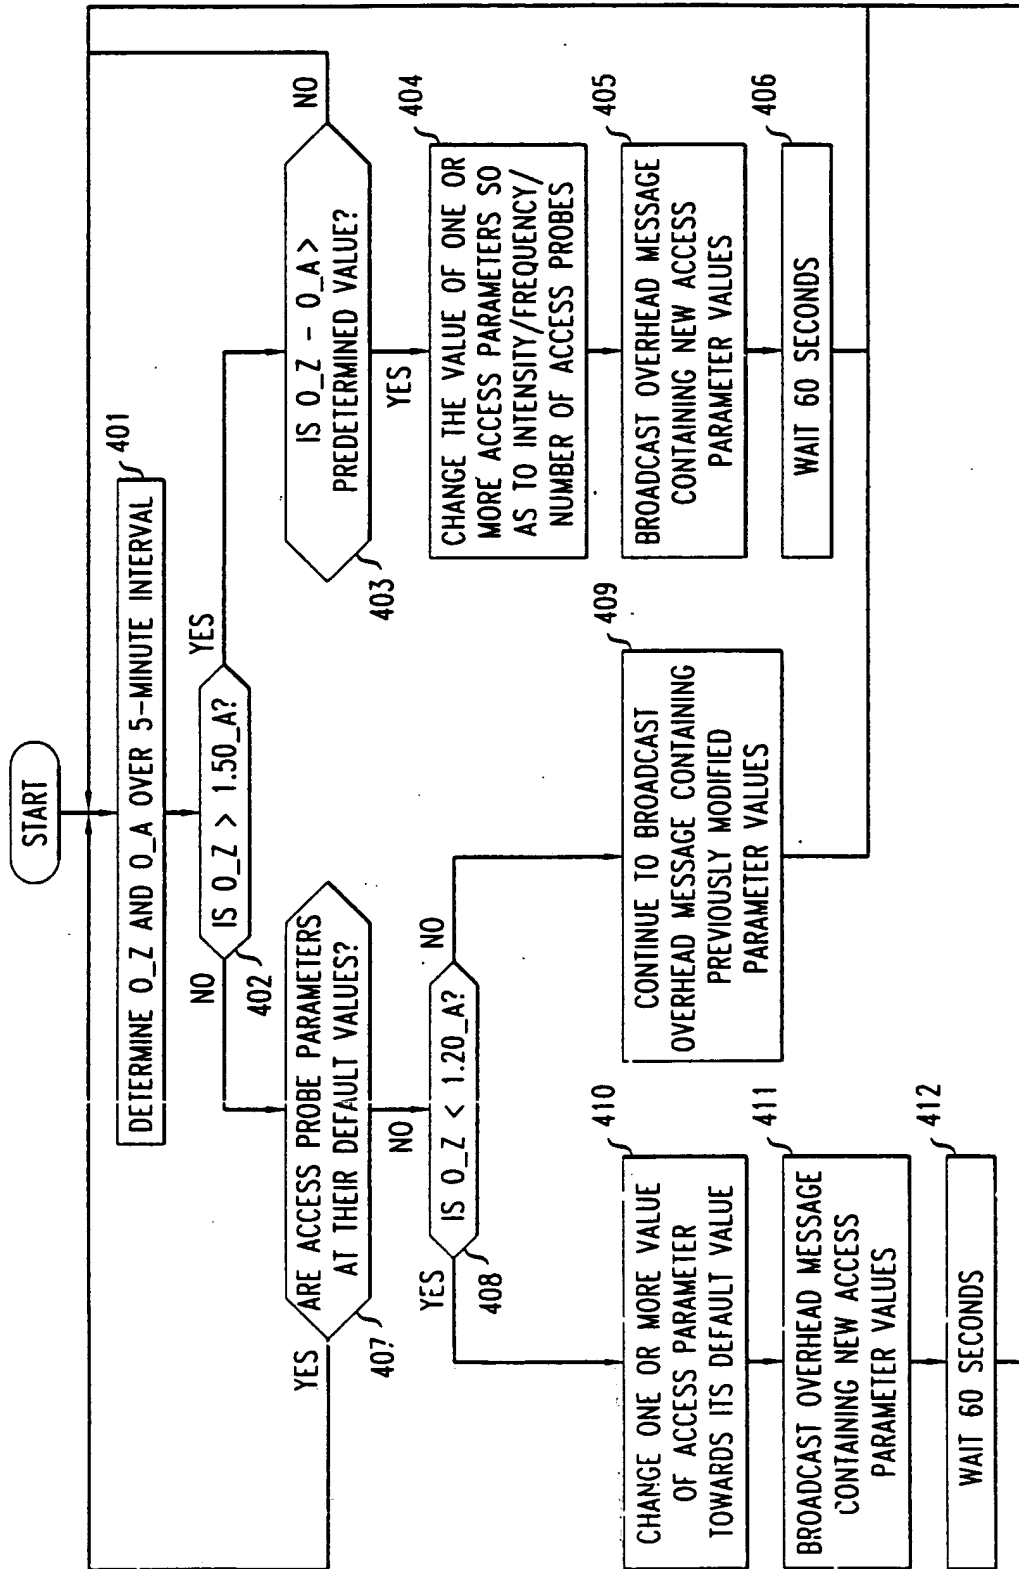 START
DETERMINE O_Z AND O_A OVER 5-MINUTE INTERVAL
401
IS O_Z > 1.5O_A?
402
YES
NO
IS O_Z - O_A >
PREDETERMINED VALUE?
403
NO
YES
CHANGE THE VALUE OF ONE OR
MORE ACCESS PARAMETERS SO
AS TO INTENSITY/FREQUENCY/
NUMBER OF ACCESS PROBES
404
BROADCAST OVERHEAD MESSAGE
CONTAINING NEW ACCESS
PARAMETER VALUES
405
WAIT 60 SECONDS
406
ARE ACCESS PROBE PARAMETERS
AT THEIR DEFAULT VALUES?
407
YES
NO
IS O_Z < 1.2O_A?
408
YES
NO
CONTINUE TO BROADCAST
OVERHEAD MESSAGE CONTAINING
PREVIOUSLY MODIFIED
PARAMETER VALUES
409
CHANGE ONE OR MORE VALUE
OF ACCESS PARAMETER
TOWARDS ITS DEFAULT VALUE
410
BROADCAST OVERHEAD MESSAGE
CONTAINING NEW ACCESS
PARAMETER VALUES
411
WAIT 60 SECONDS
412